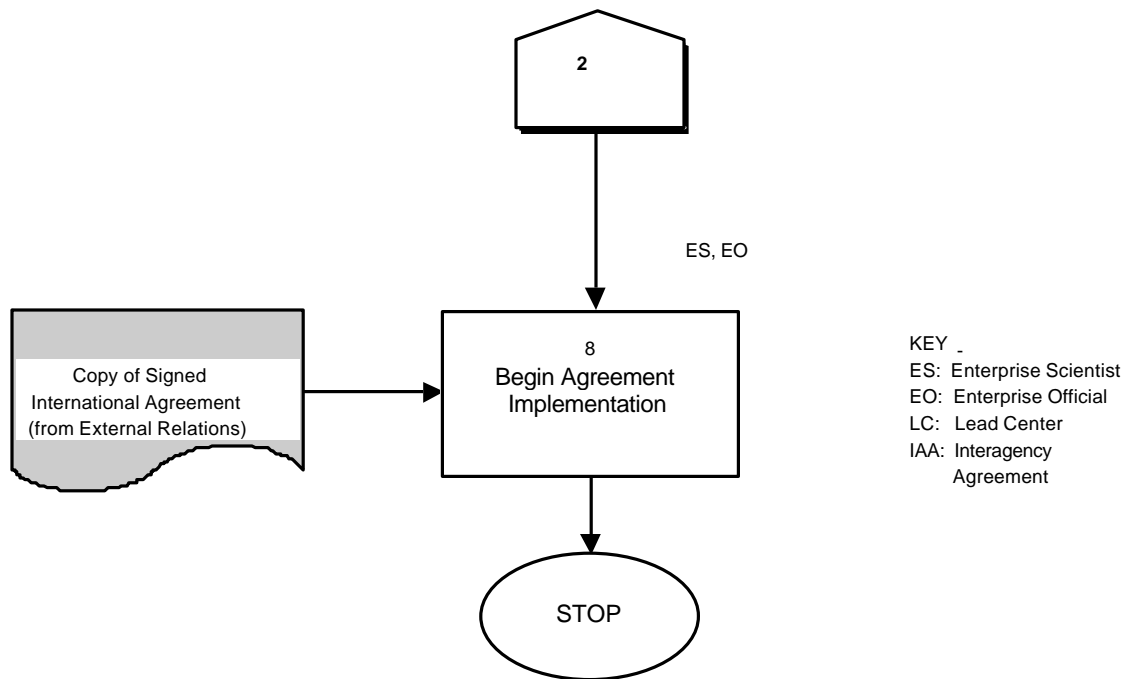 2
ES, EO
8
Begin Agreement
Implementation
Copy of Signed
International Agreement
(from External Relations)
STOP
KEY -
ES: Enterprise Scientist
EO: Enterprise Official
LC: Lead Center
IAA: Interagency
Agreement